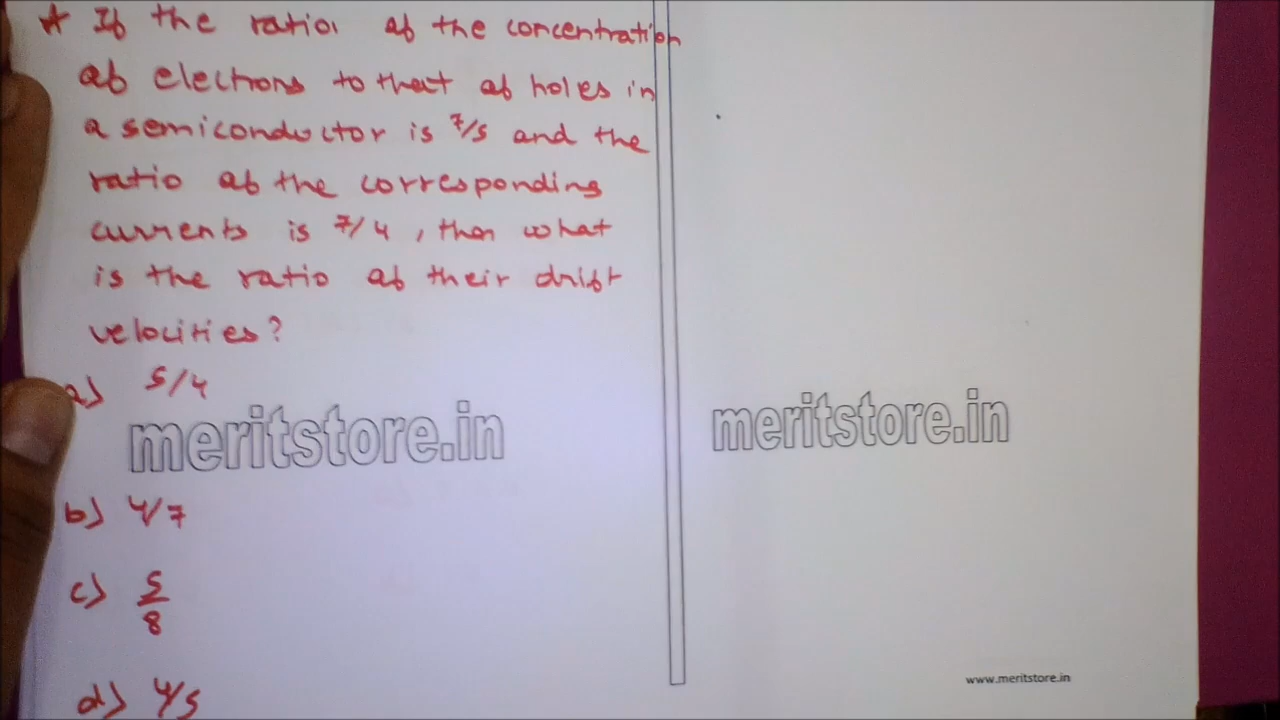 * If the ratio of the concentration
of electrons to that of holes in
a semiconductor is 7/5 and the
ratio of the corresponding
currents is 7/4, then what
is the ratio of their drift
velocities?
a) 5/4
meritstore.in
meritstore.in
b) 4/7
c) 5/8
d) 4/5
www.meritstore.in